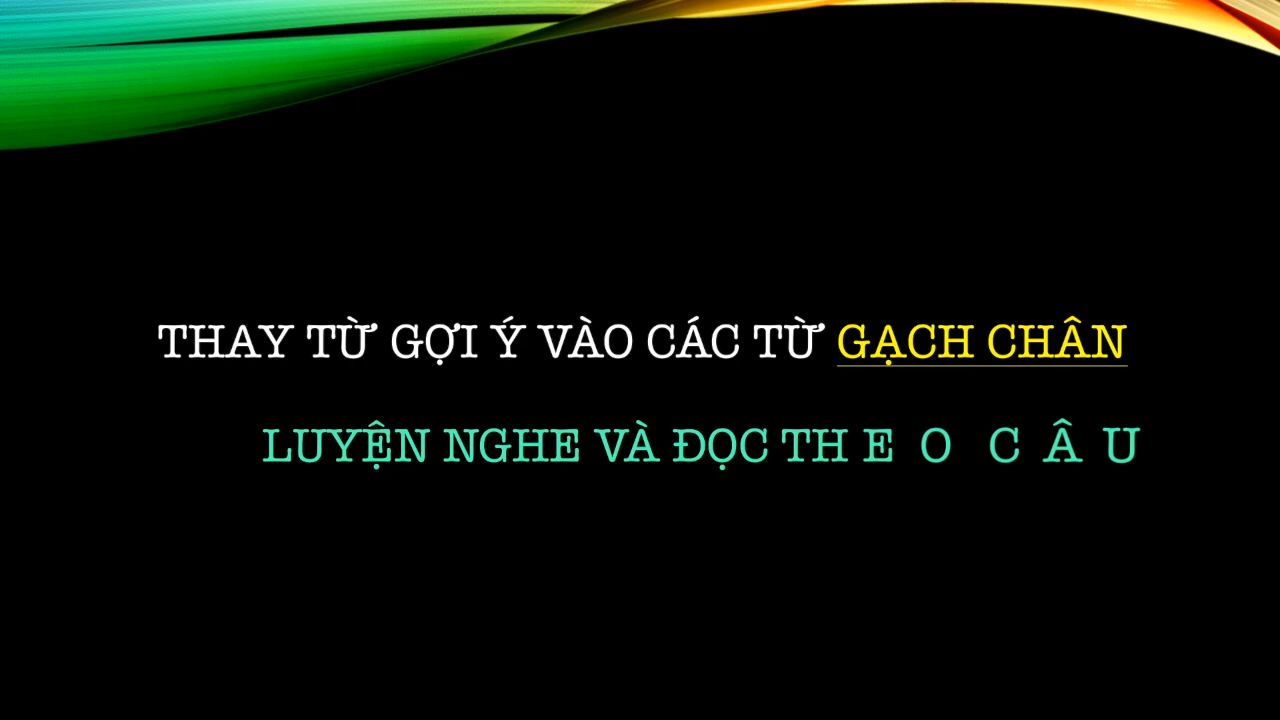 THAY TỪ GỢI Ý VÀO CÁC TỪ GẠCH CHÂN
LUYỆN NGHE VÀ ĐỌC TH E O C Â U